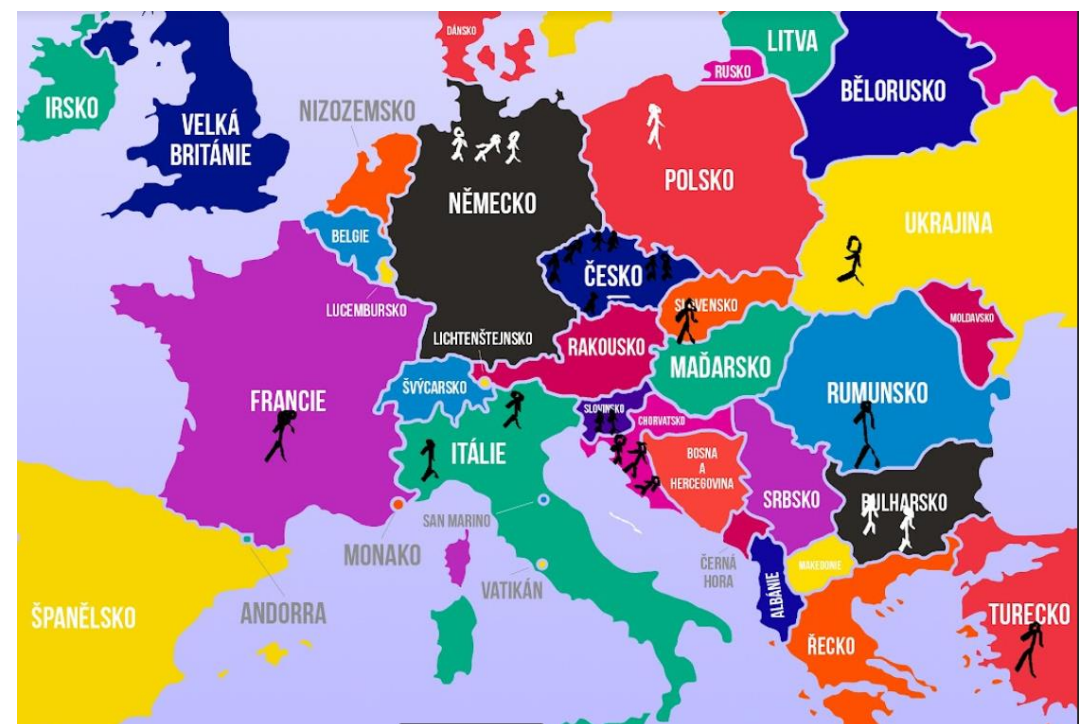 DÁNSKO
LITVA
RUSKO
BĚLORUSKO
IRSKO
VELKÁ
BRITÁNIE
NIZOZEMSKO
POLSKO
NĚMECKO
UKRAJINA
BELGIE
ČESKO
LUCEMBURSKO
SLOVENSKO
MOLDAVSKO
LICHTENŠTEJNSKO
RAKOUSKO
MAĎARSKO
ŠVÝCARSKO
RUMUNSKO
FRANCIE
SLOVINSKO
CHORVATSKO
ITÁLIE
BOSNA
A
HERCEGOVINA
SRBSKO
BULHARSKO
SAN MARINO
MONAKO
ČERNÁ
HORA
MAKEDONIE
VATIKÁN
ALBÁNIE
ANDORRA
ŠPANĚLSKO
TURECKO
ŘECKO